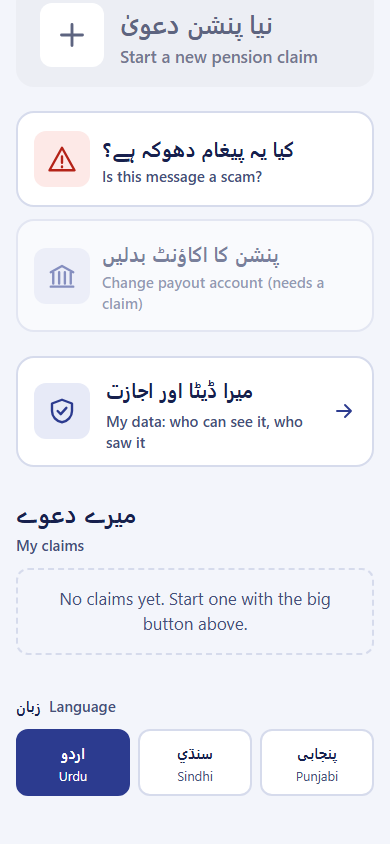 نیا پنشن دعویٰ
Start a new pension claim
کیا یہ پیغام دھوکہ ہے؟
Is this message a scam?
پنشن کا اکاؤنٹ بدلیں
Change payout account (needs a
claim)
میرا ڈیٹا اور اجازت
My data: who can see it, who
saw it
میرے دعوے
My claims
No claims yet. Start one with the big
button above.
زبان Language
اردو
Urdu
سنڌي
Sindhi
پنجابی
Punjabi